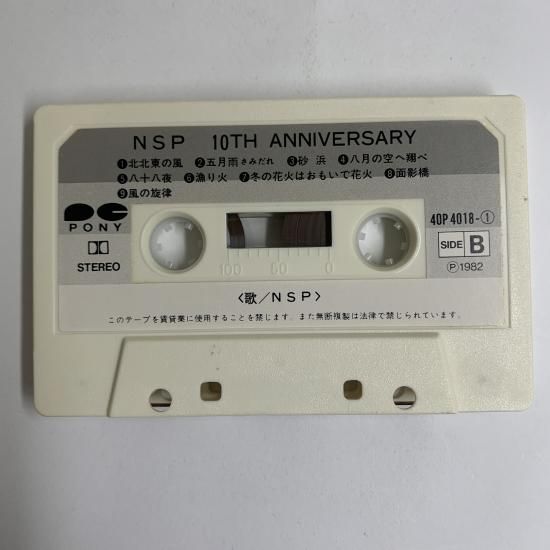 NSP 10TH ANNIVERSARY
❶北北東の風 ❷五月雨さみだれ ❸砂浜 ❹八月の空へ翔べ
❺八十八夜 ❻漁り火 ❼冬の花火はおもいで花火 ❽面影橋
❾風の旋律
PONY
STEREO
100 50 0
40P4018-①
SIDE B
Ⓟ1982
〈歌/NSP〉
このテープを賃貸業に使用することを禁じます。また無断複製は法律で禁じられています。